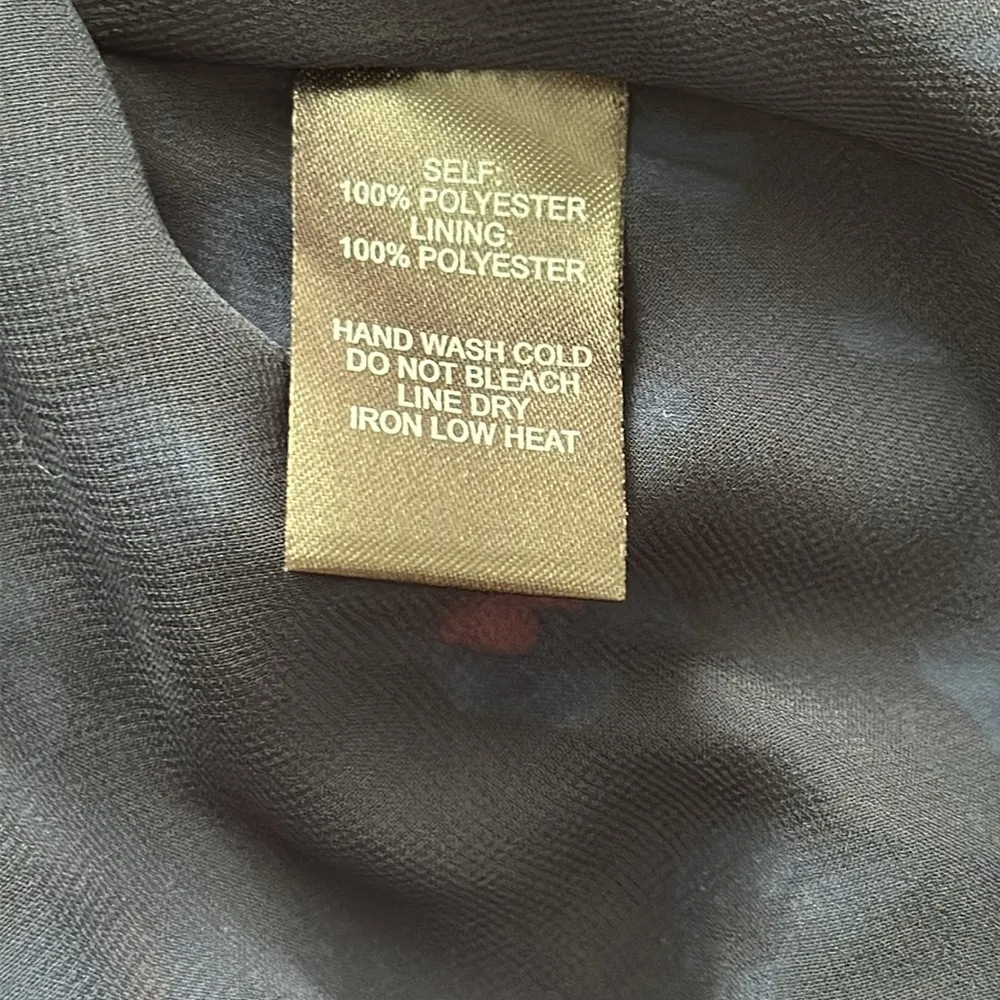 SELF:
100% POLYESTER
LINING:
100% POLYESTER
HAND WASH COLD
DO NOT BLEACH
LINE DRY
IRON LOW HEAT